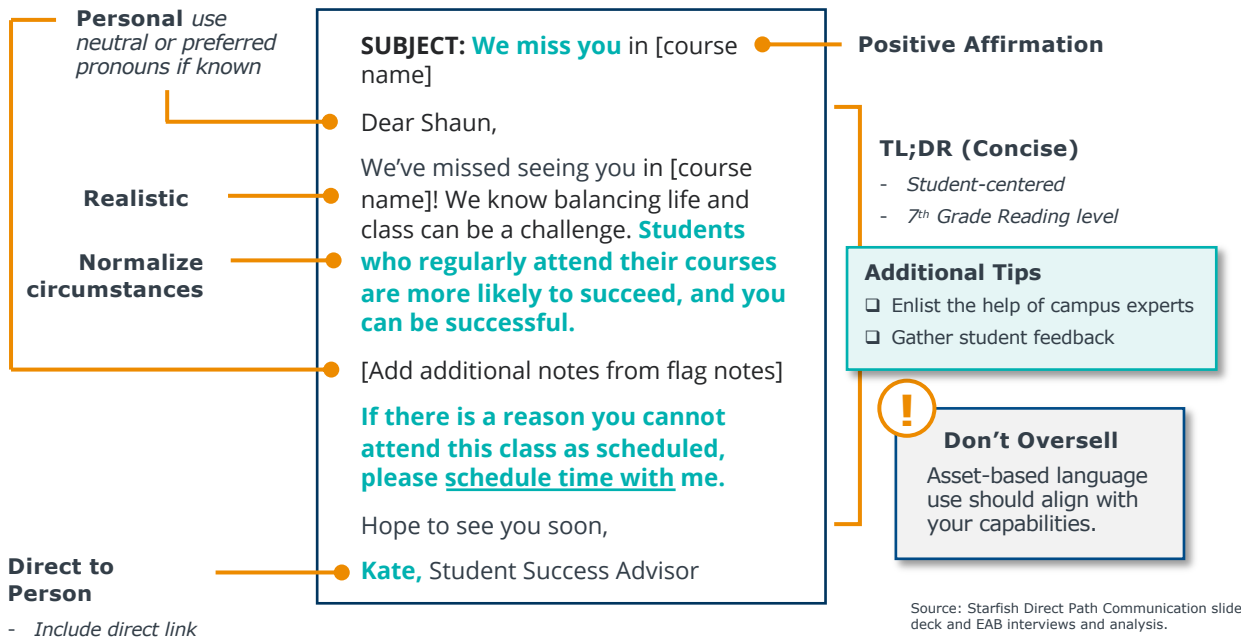 Personal use
neutral or preferred
pronouns if known
Realistic
Normalize
circumstances
Direct to
Person
- Include direct link
SUBJECT: We miss you in [course
name]
Dear Shaun,
We’ve missed seeing you in [course
name]! We know balancing life and
class can be a challenge. Students
who regularly attend their courses
are more likely to succeed, and you
can be successful.
[Add additional notes from flag notes]
If there is a reason you cannot
attend this class as scheduled,
please schedule time with me.
Hope to see you soon,
Kate, Student Success Advisor
Positive Affirmation
TL;DR (Concise)
- Student-centered
- 7th Grade Reading level
Additional Tips
❑ Enlist the help of campus experts
❑ Gather student feedback
!
Don’t Oversell
Asset-based language
use should align with
your capabilities.
Source: Starfish Direct Path Communication slide
deck and EAB interviews and analysis.